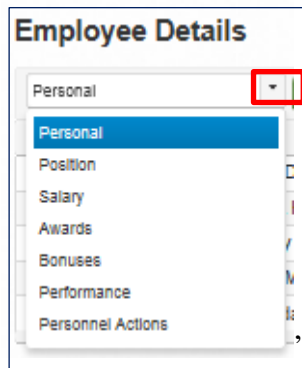 Employee Details
Personal
Personal
Position
Salary
Awards
Bonuses
Performance
Personnel Actions
,